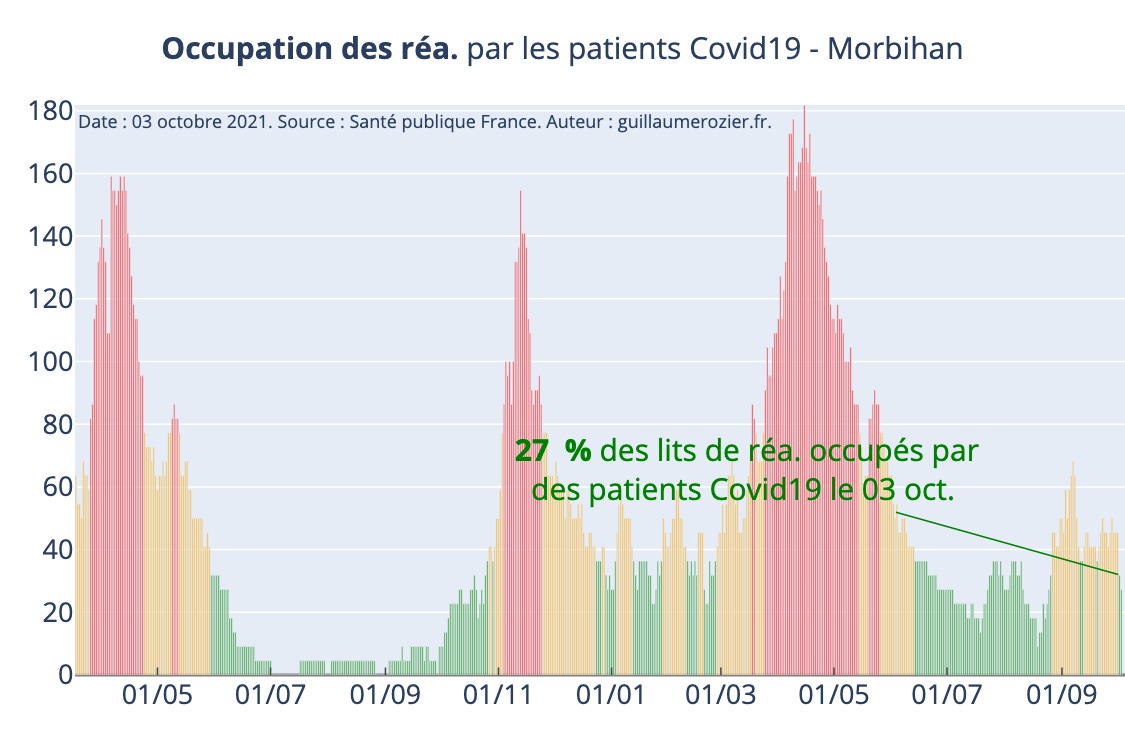 Occupation des réa. par les patients Covid19 - Morbihan
180
Date : 03 octobre 2021. Source : Santé publique France. Auteur : guillaumerozier.fr.
160
140
120
100
80
27 % des lits de réa. occupés par
des patients Covid19 le 03 oct.
60
40
20
0
01/05 01/07 01/09 01/11 01/01 01/03 01/05 01/07 01/09